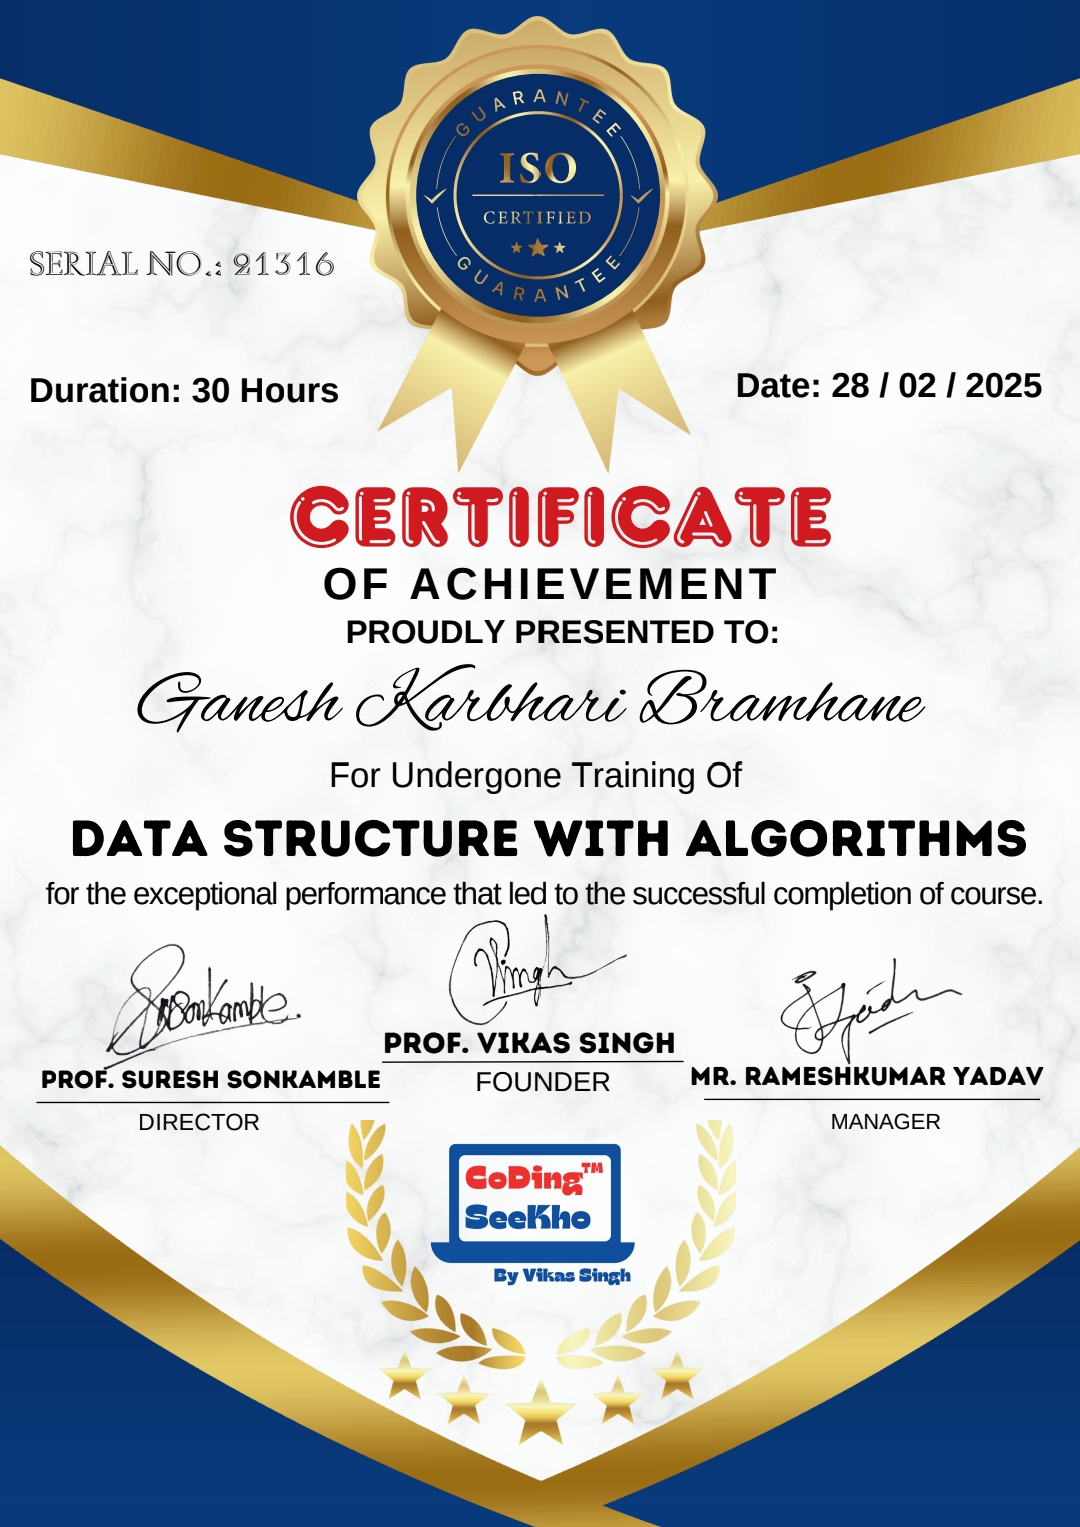 GUARANTEE
ISO
CERTIFIED
GUARANTEE
SERIAL NO.: 21316
Duration: 30 Hours
Date: 28 / 02 / 2025
CERTIFICATE
OF ACHIEVEMENT
PROUDLY PRESENTED TO:
Ganesh Karbhari Bramhane
For Undergone Training Of
DATA STRUCTURE WITH ALGORITHMS
for the exceptional performance that led to the successful completion of course.
SSonkamble.
VSingh
PROF. SURESH SONKAMBLE
DIRECTOR
PROF. VIKAS SINGH
FOUNDER
MR. RAMESHKUMAR YADAV
MANAGER
CoDing™
SeeKho
By Vikas Singh